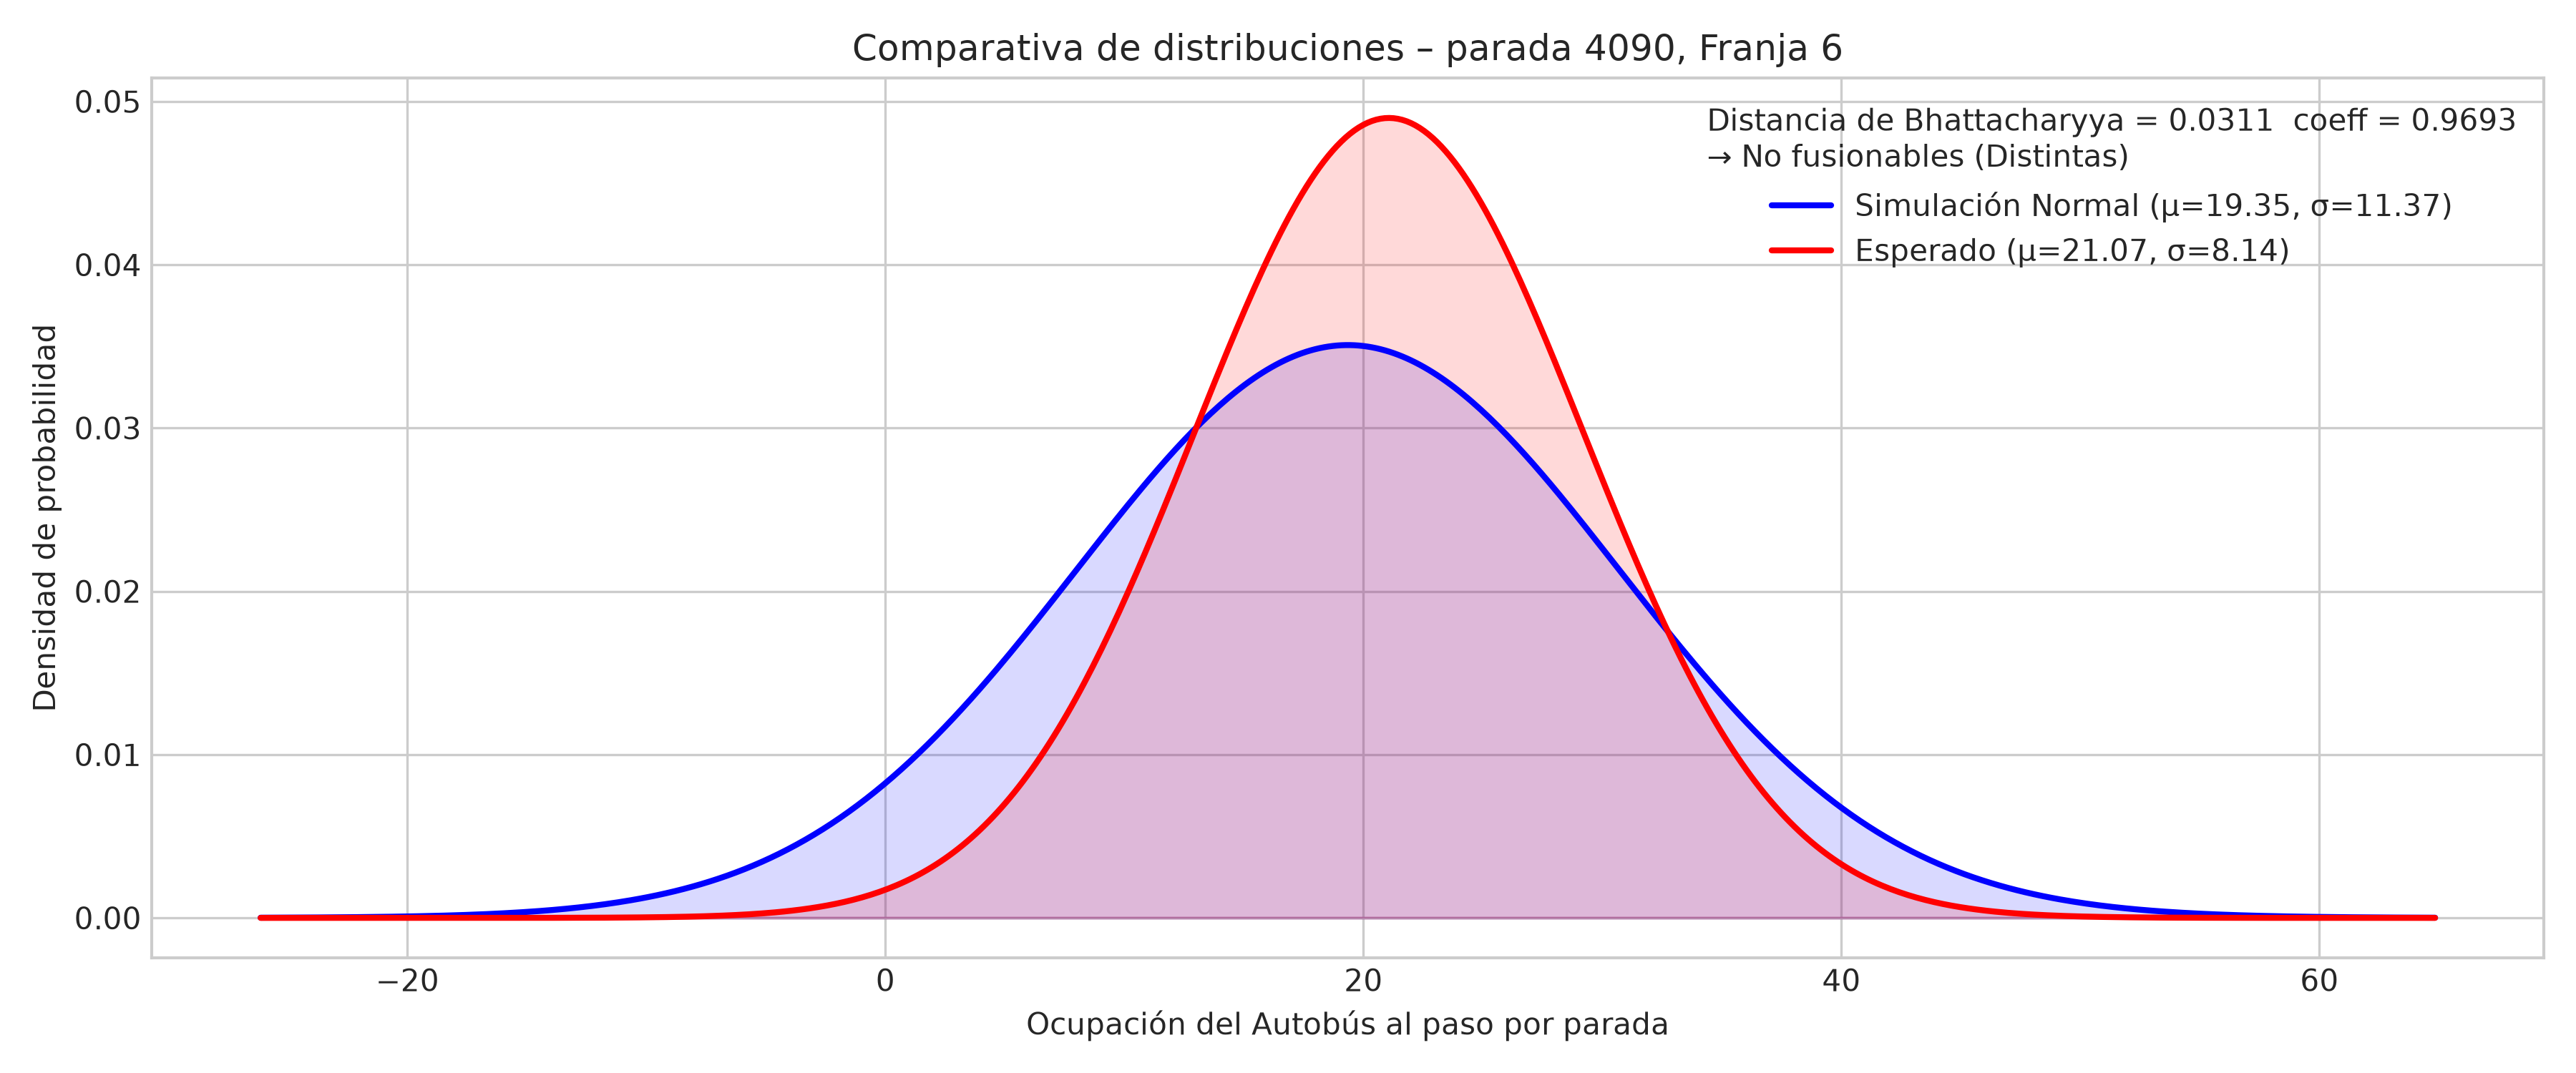 Comparativa de distribuciones – parada 4090, Franja 6
Distancia de Bhattacharyya = 0.0311  coeff = 0.9693
→ No fusionables (Distintas)
Simulación Normal (μ=19.35, σ=11.37)
Esperado (μ=21.07, σ=8.14)
Densidad de probabilidad
0.05
0.04
0.03
0.02
0.01
0.00
−20
0
20
40
60
Ocupación del Autobús al paso por parada